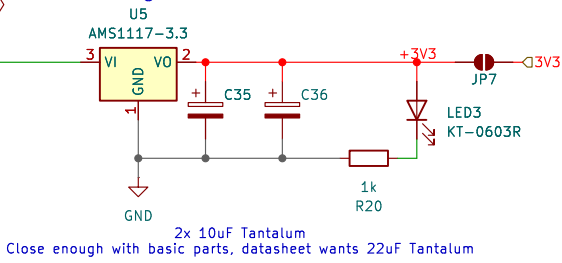 U5
AMS1117-3.3
3 VI VO 2
GND
1
+ C35
+ C36
+3V3
JP7
3V3
LED3
KT-0603R
1k
R20
GND
2x 10uF Tantalum
Close enough with basic parts, datasheet wants 22uF Tantalum